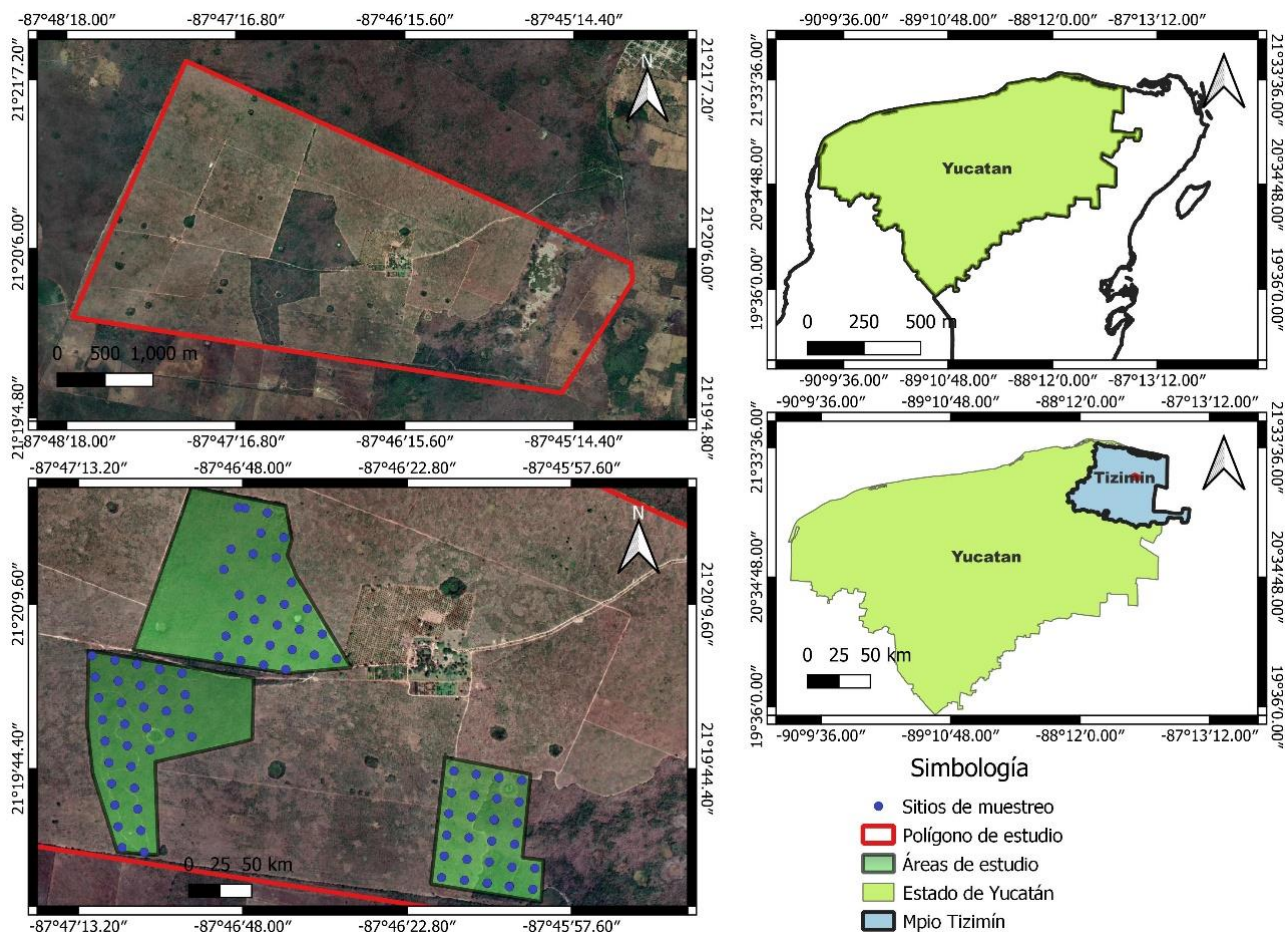 -87°48'18.00" -87°47'16.80" -87°46'15.60" -87°45'14.40"
21°21'7.20" 21°20'6.00" 21°19'4.80"
N
21°21'7.20" 21°20'6.00" 21°19'4.80"
0 500 1,000 m
-87°48'18.00" -87°47'16.80" -87°46'15.60" -87°45'14.40"
-90°9'36.00" -89°10'48.00" -88°12'0.00" -87°13'12.00"
21°33'36.00" 20°34'48.00" 19°36'0.00"
Yucatan
21°33'36.00" 20°34'48.00" 19°36'0.00"
0 250 500 m
-90°9'36.00" -89°10'48.00" -88°12'0.00" -87°13'12.00"
-87°47'13.20" -87°46'48.00" -87°46'22.80" -87°45'57.60"
21°20'9.60" 21°19'44.40"
N
21°20'9.60" 21°19'44.40"
0 25 50 km
-87°47'13.20" -87°46'48.00" -87°46'22.80" -87°45'57.60"
-90°9'36.00" -89°10'48.00" -88°12'0.00" -87°13'12.00"
21°33'36.00" 20°34'48.00" 19°36'0.00"
Tizimin
Yucatan
21°33'36.00" 20°34'48.00" 19°36'0.00"
0 25 50 km
-90°9'36.00" -89°10'48.00" -88°12'0.00" -87°13'12.00"
Simbología
Sitios de muestreo
Polígono de estudio
Áreas de estudio
Estado de Yucatán
Mpio Tizimín